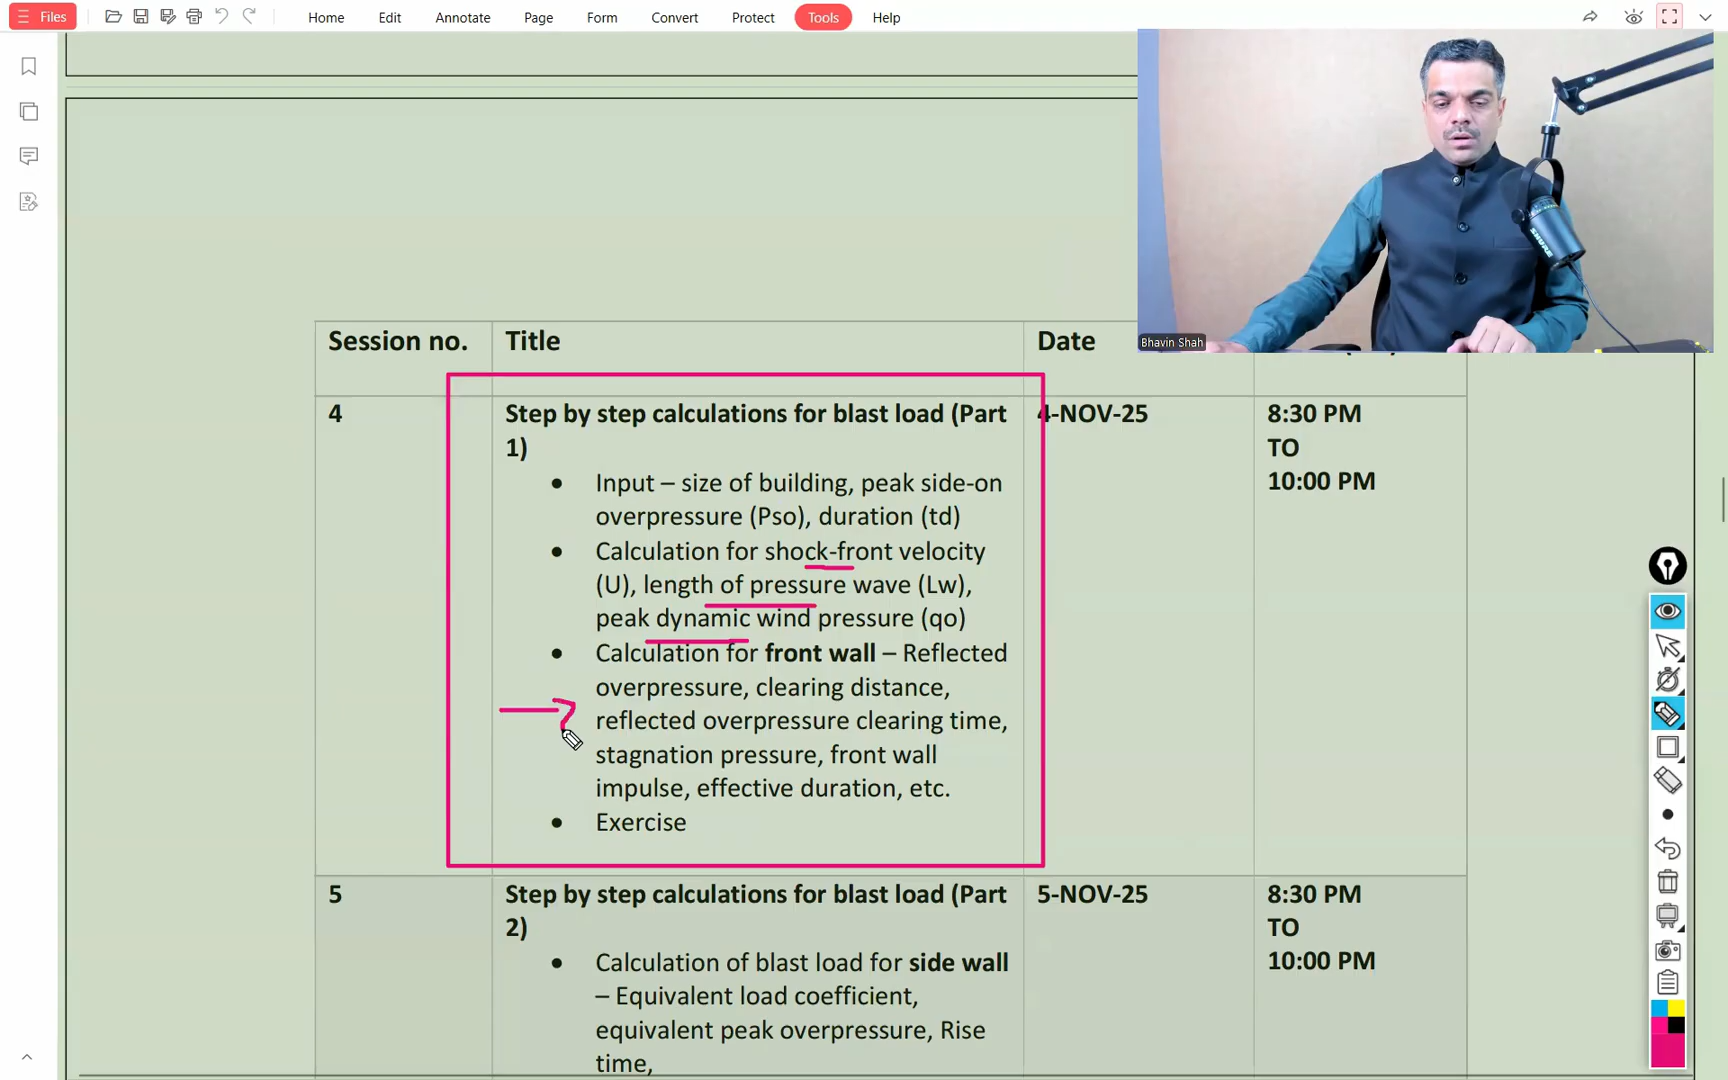 Files
Home Edit Annotate Page Form Convert Protect Tools Help
Bhavin Shah
Session no. Title Date
4 Step by step calculations for blast load (Part 4-NOV-25 8:30 PM
1) TO
• Input – size of building, peak side-on 10:00 PM
overpressure (Pso), duration (td)
• Calculation for shock-front velocity
(U), length of pressure wave (Lw),
peak dynamic wind pressure (qo)
• Calculation for front wall – Reflected
overpressure, clearing distance,
reflected overpressure clearing time,
stagnation pressure, front wall
impulse, effective duration, etc.
• Exercise
5 Step by step calculations for blast load (Part 5-NOV-25 8:30 PM
2) TO
• Calculation of blast load for side wall 10:00 PM
– Equivalent load coefficient,
equivalent peak overpressure, Rise
time,